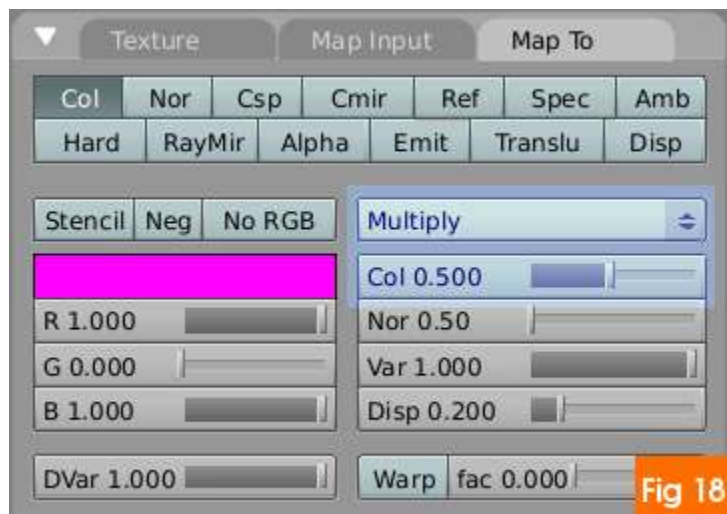 Texture Map Input Map To
Col Nor Csp Cmir Ref Spec Amb
Hard RayMir Alpha Emit Translu Disp
Stencil Neg No RGB
Multiply
Col 0.500
R 1.000
Nor 0.50
G 0.000
Var 1.000
B 1.000
Disp 0.200
DVar 1.000
Warp fac 0.000
Fig 18